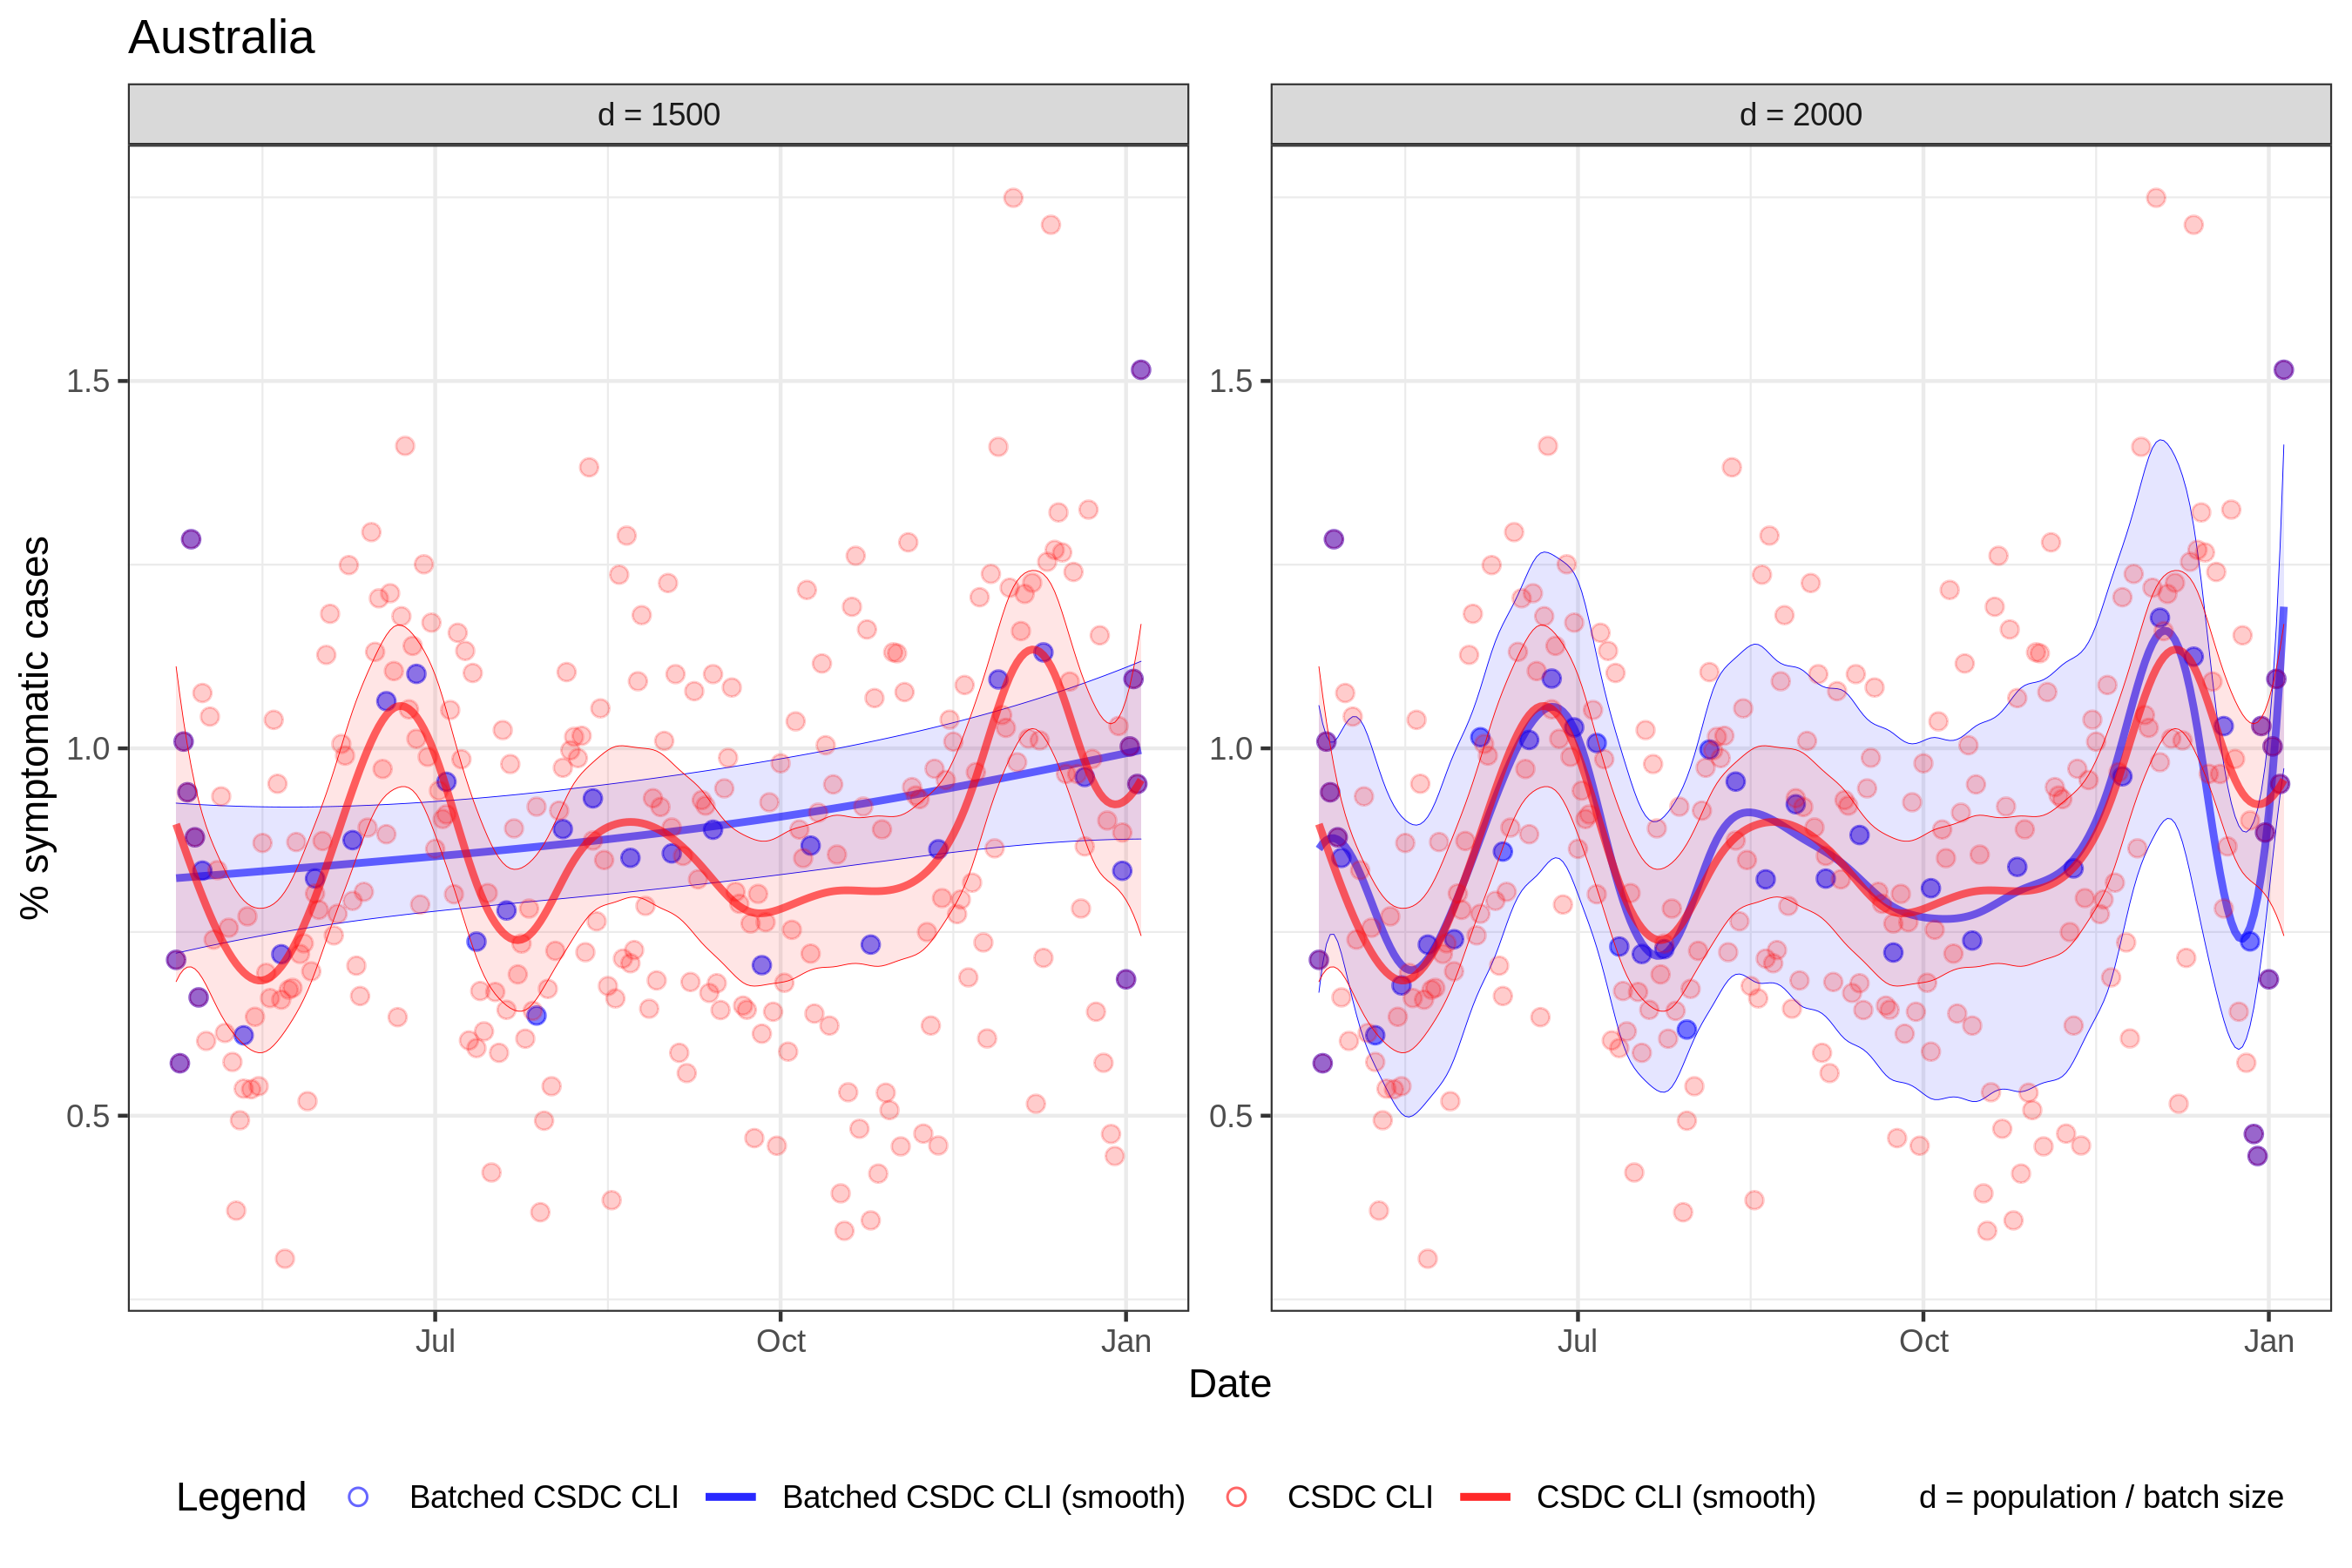 Australia
d = 1500
d = 2000
% symptomatic cases
1.5
1.0
0.5
1.5
1.0
0.5
Jul
Oct
Jan
Jul
Oct
Jan
Date
Legend
Batched CSDC CLI
Batched CSDC CLI (smooth)
CSDC CLI
CSDC CLI (smooth)
d = population / batch size